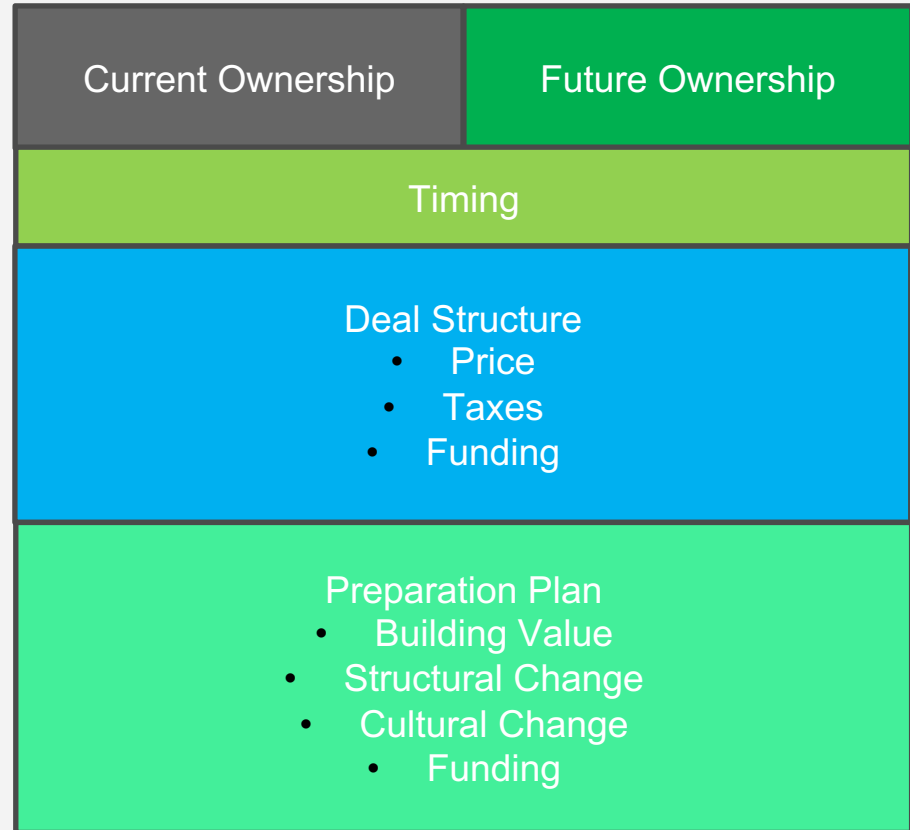 Current Ownership
Future Ownership
Timing
Deal Structure
• Price
• Taxes
• Funding
Preparation Plan
• Building Value
• Structural Change
• Cultural Change
• Funding